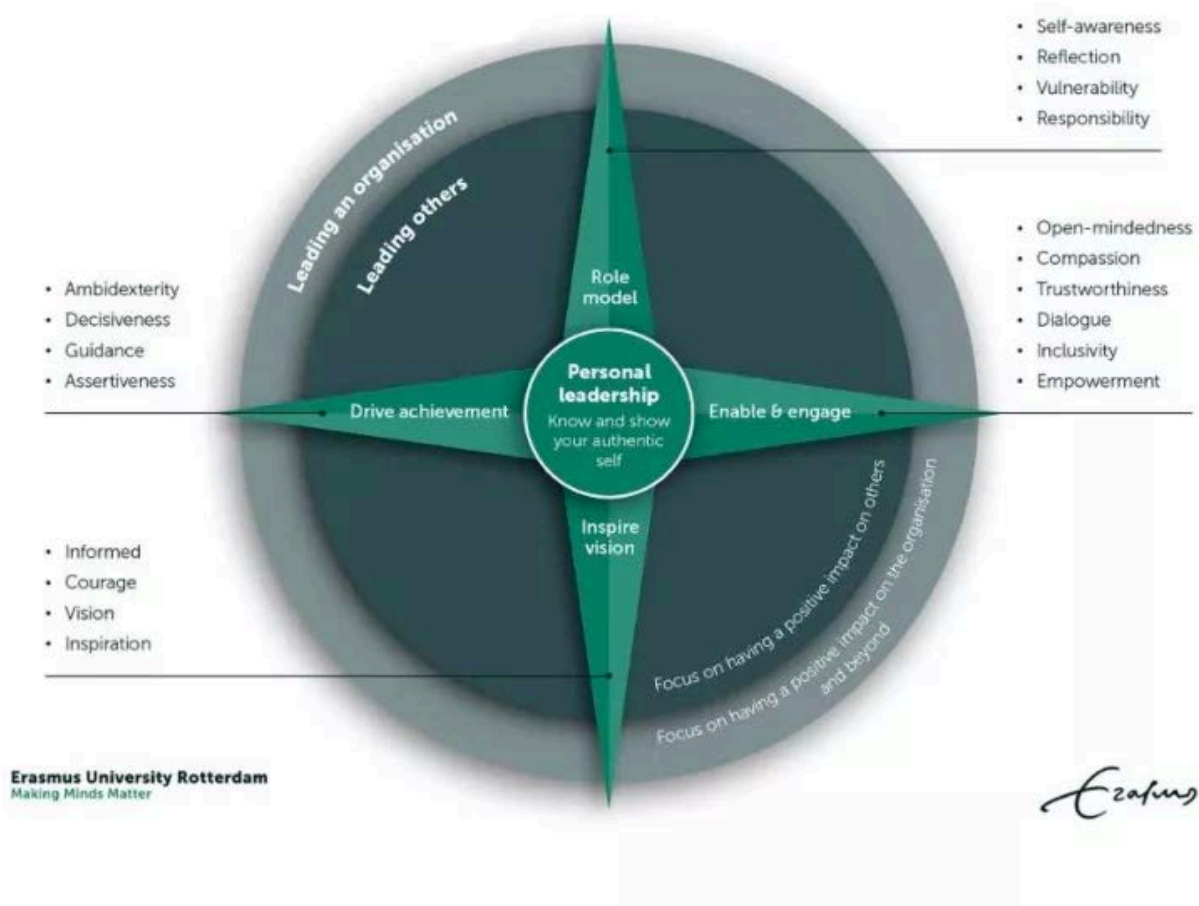 • Self-awareness
• Reflection
• Vulnerability
• Responsibility
Leading an organisation
Leading others
• Open-mindedness
• Compassion
• Trustworthiness
• Dialogue
• Inclusivity
• Empowerment
• Ambidexterity
• Decisiveness
• Guidance
• Assertiveness
Role
model
Personal
leadership
Know and show
your authentic
self
Drive achievement
Enable & engage
Inspire
vision
• Informed
• Courage
• Vision
• Inspiration
Focus on having a positive impact on others
Focus on having a positive impact on the organisation
and beyond
Erasmus University Rotterdam
Making Minds Matter
Erasmus